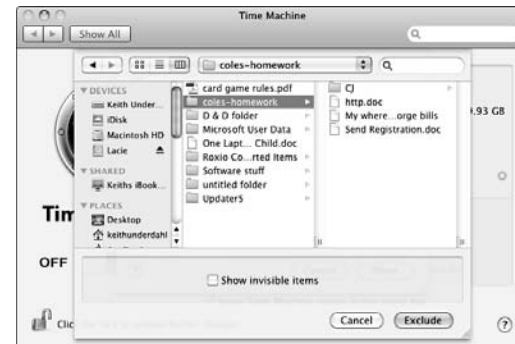 Time Machine
Show All
coles-homework
DEVICES
Keith Under...
iDisk
Macintosh HD
Lacie
SHARED
Keiths iBook...
PLACES
Desktop
keithunderdahl
card game rules.pdf
coles-homework
D & D folder
Microsoft User Data
One Lapt... Child.doc
Roxio Co...rted Items
Software stuff
untitled folder
Updater5
CJ
http.doc
My where...orge bills
Send Registration.doc
.93 GB
Tim
OFF
Show invisible items
Clic
Cancel
Exclude
?